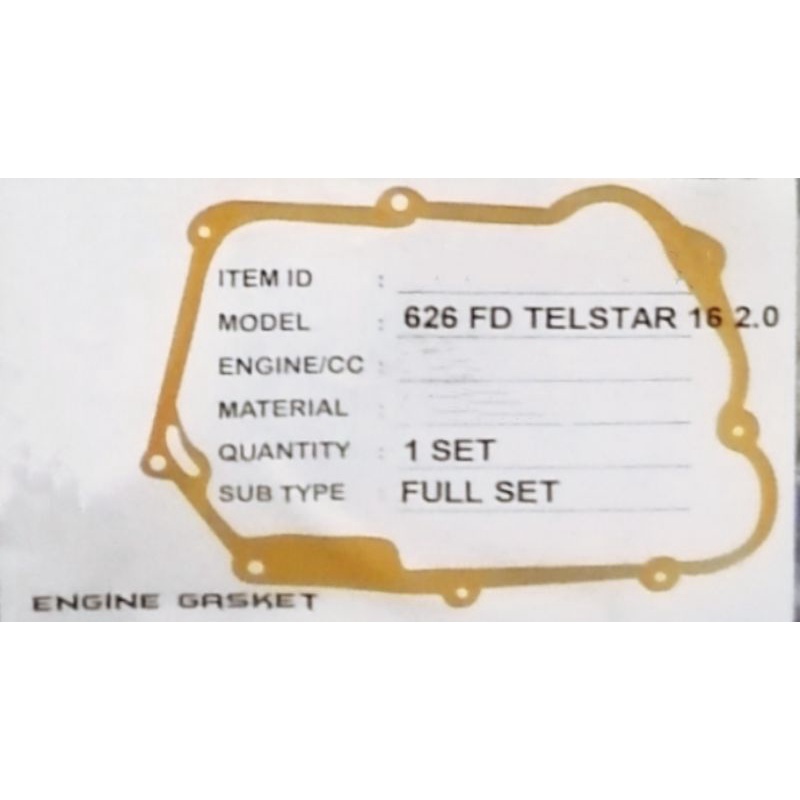 ITEM ID :
MODEL : 626 FD TELSTAR 16 2.0
ENGINE/CC :
MATERIAL :
QUANTITY : 1 SET
SUB TYPE : FULL SET
ENGINE GASKET